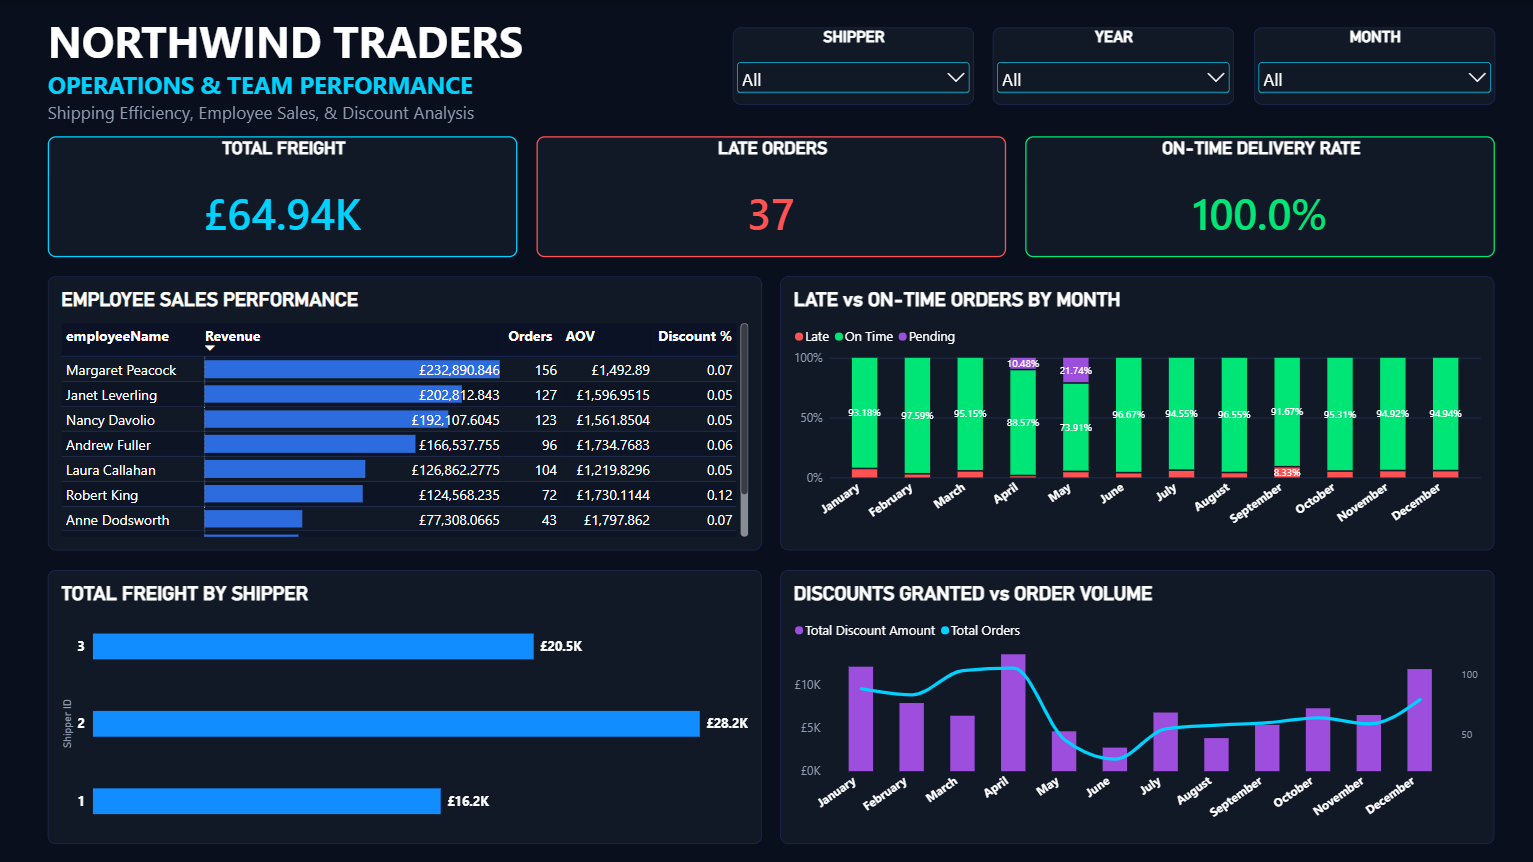 NORTHWIND TRADERS
OPERATIONS & TEAM PERFORMANCE
Shipping Efficiency, Employee Sales, & Discount Analysis
SHIPPER
All
YEAR
All
MONTH
All
TOTAL FREIGHT
£64.94K
LATE ORDERS
37
ON-TIME DELIVERY RATE
100.0%
EMPLOYEE SALES PERFORMANCE
employeeName Revenue Orders AOV Discount %
Margaret Peacock £232,890.846 156 £1,492.89 0.07
Janet Leverling £202,812.843 127 £1,596.9515 0.05
Nancy Davolio £192,107.6045 123 £1,561.8504 0.05
Andrew Fuller £166,537.755 96 £1,734.7683 0.06
Laura Callahan £126,862.2775 104 £1,219.8296 0.05
Robert King £124,568.235 72 £1,730.1144 0.12
Anne Dodsworth £77,308.0665 43 £1,797.862 0.07
LATE vs ON-TIME ORDERS BY MONTH
Late On Time Pending
100%
50%
0%
10.48% 21.74%
93.18% 97.59% 95.15% 88.57% 73.91% 96.67% 94.55% 96.55% 91.67% 95.31% 94.92% 94.94%
8.33%
January February March April May June July August September October November December
TOTAL FREIGHT BY SHIPPER
Shipper ID
3 £20.5K
2 £28.2K
1 £16.2K
DISCOUNTS GRANTED vs ORDER VOLUME
Total Discount Amount Total Orders
£10K
£5K
£0K
100
50
January February March April May June July August September October November December